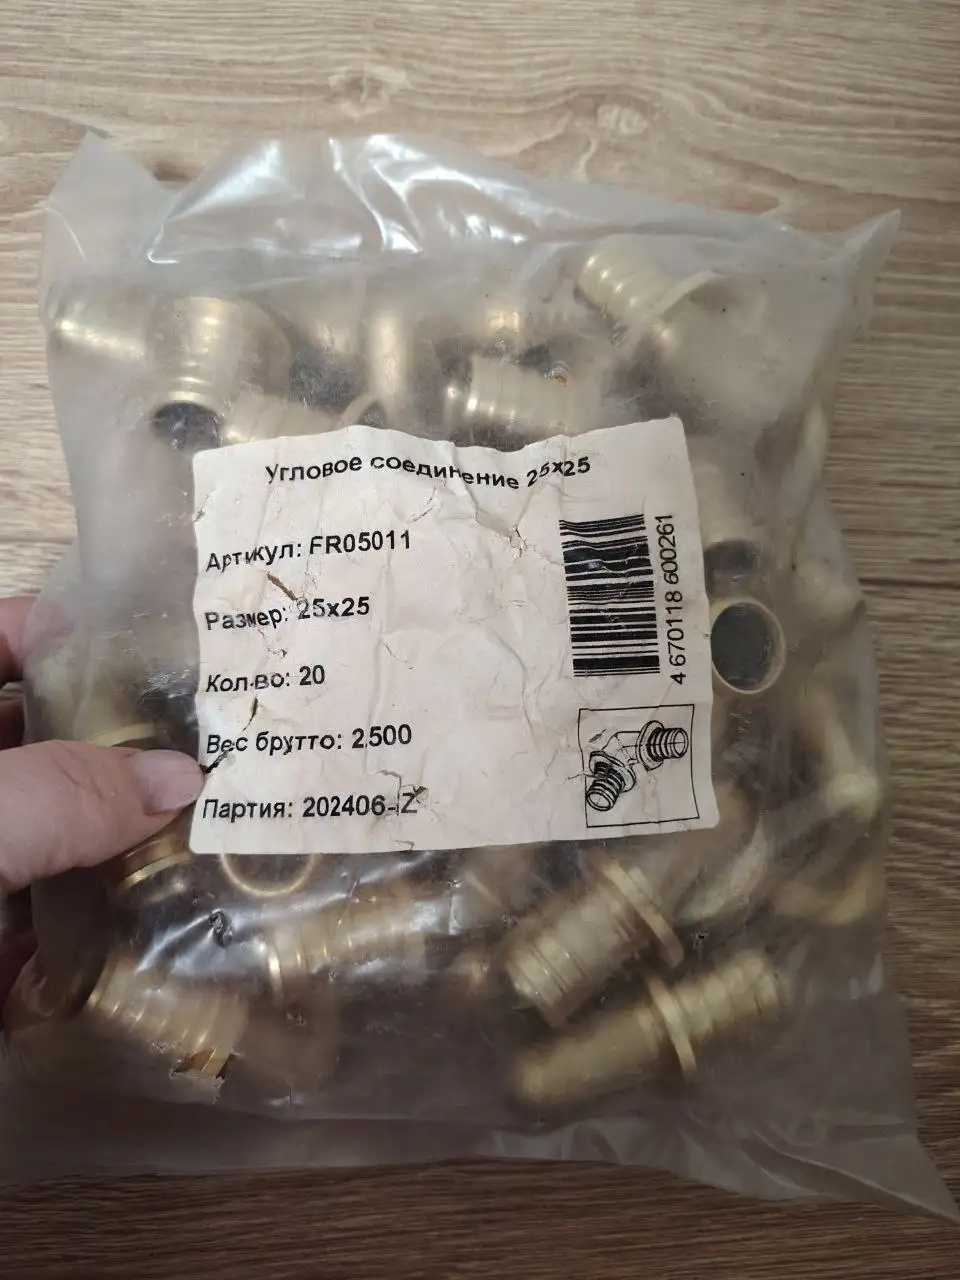 Угловое соединение 25х25
Артикул: FR05011
Размер: 25х25
Кол-во: 20
Вес брутто: 2.500
Партия: 202406-IZ
4 670118 600261